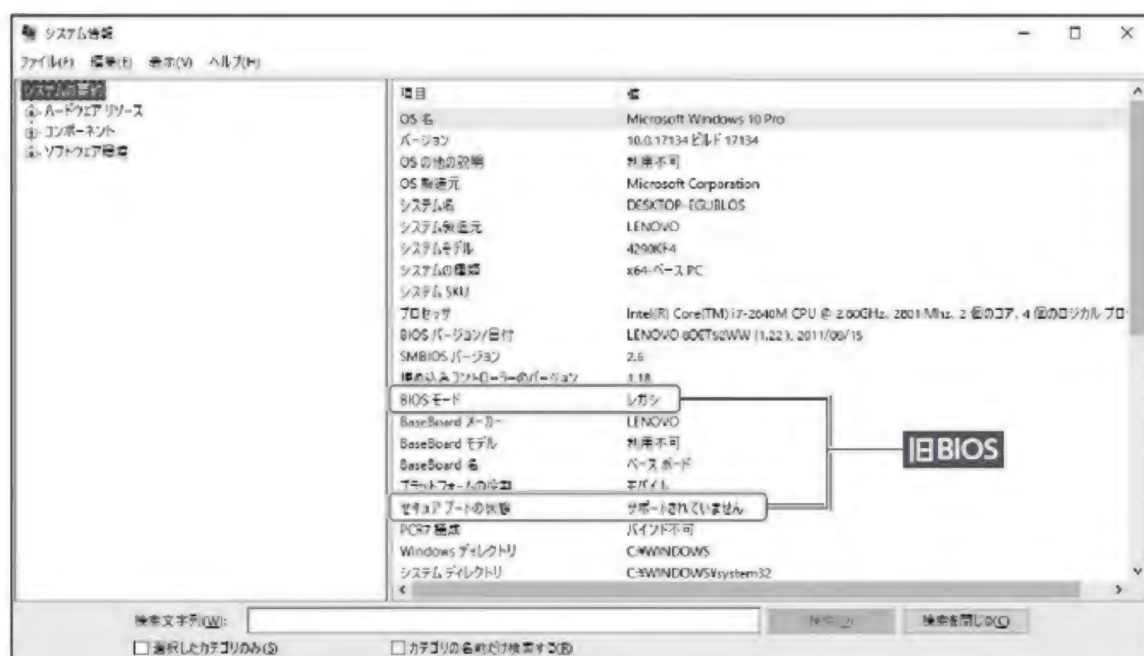 システム情報
ファイル(F) 編集(E) 表示(V) ヘルプ(H)
システムの要約
ハードウェア リソース
コンポーネント
ソフトウェア環境
項目 値
OS 名 Microsoft Windows 10 Pro
バージョン 10.0.17134 ビルド 17134
OS の他の説明 利用不可
OS 製造元 Microsoft Corporation
システム名
システム製造元 LENOVO
システムモデル
システムの種類 x64-ベース PC
システム SKU
プロセッサ Intel(R) Core(TM) i7-2640M CPU @ 2.80GHz、2801 Mhz、2 個のコア、4 個のロジカル プロ
BIOS バージョン/日付 LENOVO (1.22 ), 2011/09/15
SMBIOS バージョン 2.6
埋め込みコントローラーのバージョン 1.18
BIOS モード レガシ
BaseBoard メーカー LENOVO
BaseBoard モデル 利用不可
BaseBoard 名 ベース ボード
プラットフォームの役割 モバイル
セキュア ブートの状態 サポートされていません
PCR7 構成 バインド不可
Windows ディレクトリ C:¥WINDOWS
システム ディレクトリ C:¥WINDOWS¥system32
旧BIOS
検索文字列(W): 検索(D) 検索を閉じる(C)
選択したカテゴリのみ(S) カテゴリの名前だけ検索する(R)